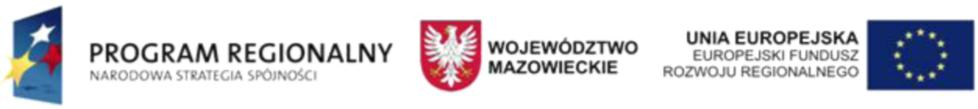 PROGRAM REGIONALNY
NARODOWA STRATEGIA SPÓJNOŚCI
WOJEWÓDZTWO
MAZOWIECKIE
UNIA EUROPEJSKA
EUROPEJSKI FUNDUSZ
ROZWOJU REGIONALNEGO